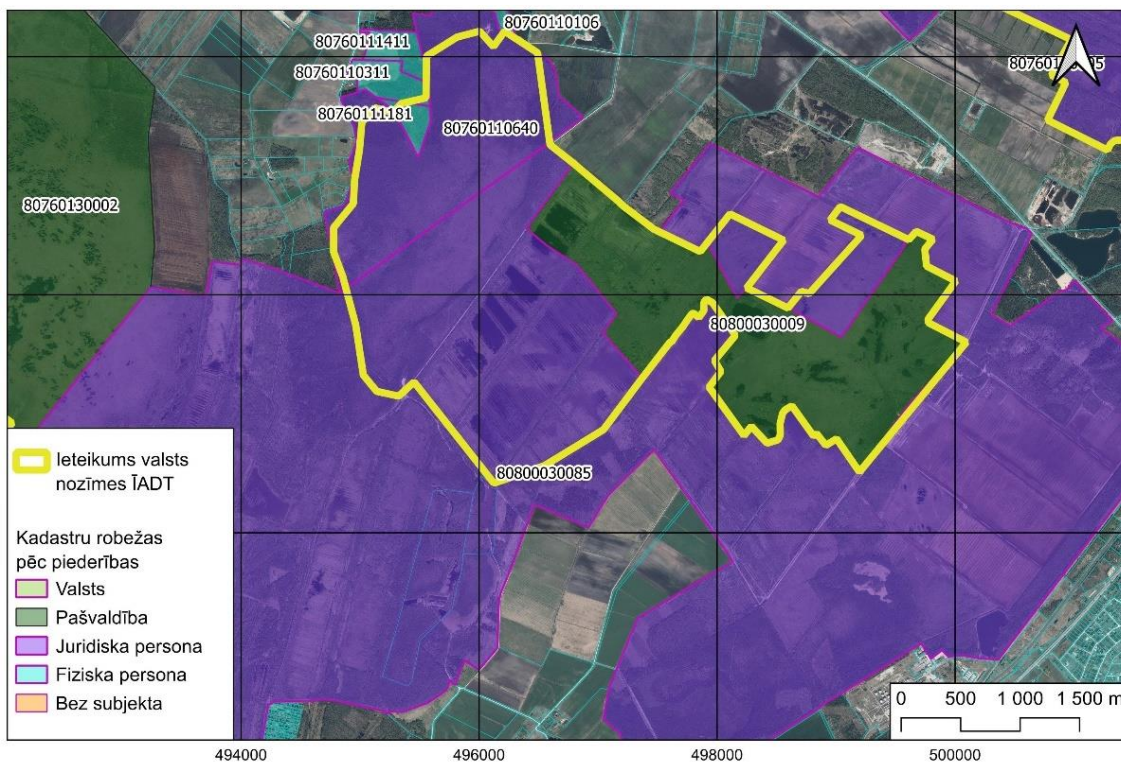 80760110106
80760111411
80760110311
80760111181
80760110640
80760130002
80800030009
80800030085
Ieteikums valsts
nozīmes ĪADT
Kadastru robežas
pēc piederības
Valsts
Pašvaldība
Juridiska persona
Fiziska persona
Bez subjekta
0 500 1 000 1 500 m
494000 496000 498000 500000